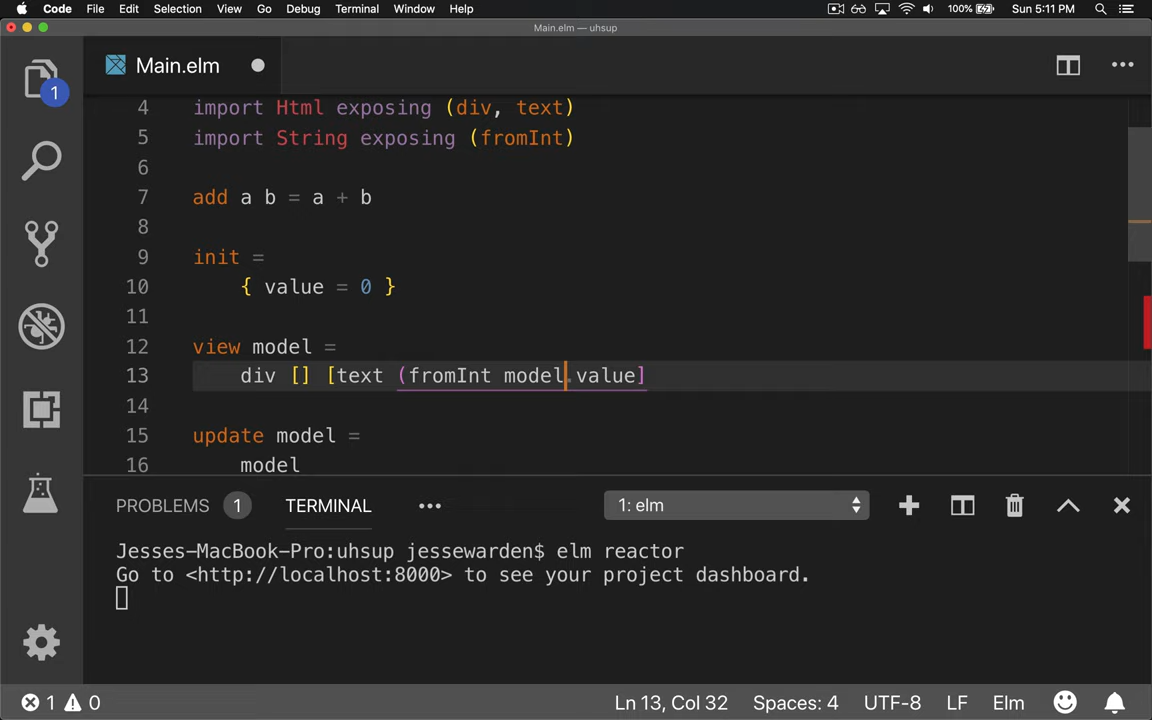 Code File Edit Selection View Go Debug Terminal Window Help 100% Sun 5:11 PM
Main.elm — uhsup
1
Main.elm
4 import Html exposing (div, text)
5 import String exposing (fromInt)
6
7 add a b = a + b
8
9 init =
10 { value = 0 }
11
12 view model =
13 div [] [text (fromInt model.value]
14
15 update model =
16 model
PROBLEMS 1 TERMINAL ••• 1: elm
Jesses-MacBook-Pro:uhsup jessewarden$ elm reactor
Go to <http://localhost:8000> to see your project dashboard.
1 0 Ln 13, Col 32 Spaces: 4 UTF-8 LF Elm